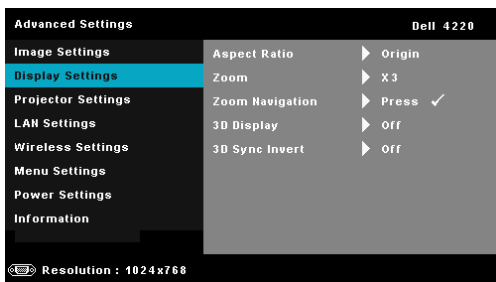 Advanced Settings Dell 4220
Image Settings Aspect Ratio Origin
Display Settings Zoom X3
Projector Settings Zoom Navigation Press ✓
LAN Settings 3D Display Off
Wireless Settings 3D Sync Invert Off
Menu Settings
Power Settings
Information
Resolution : 1024x768